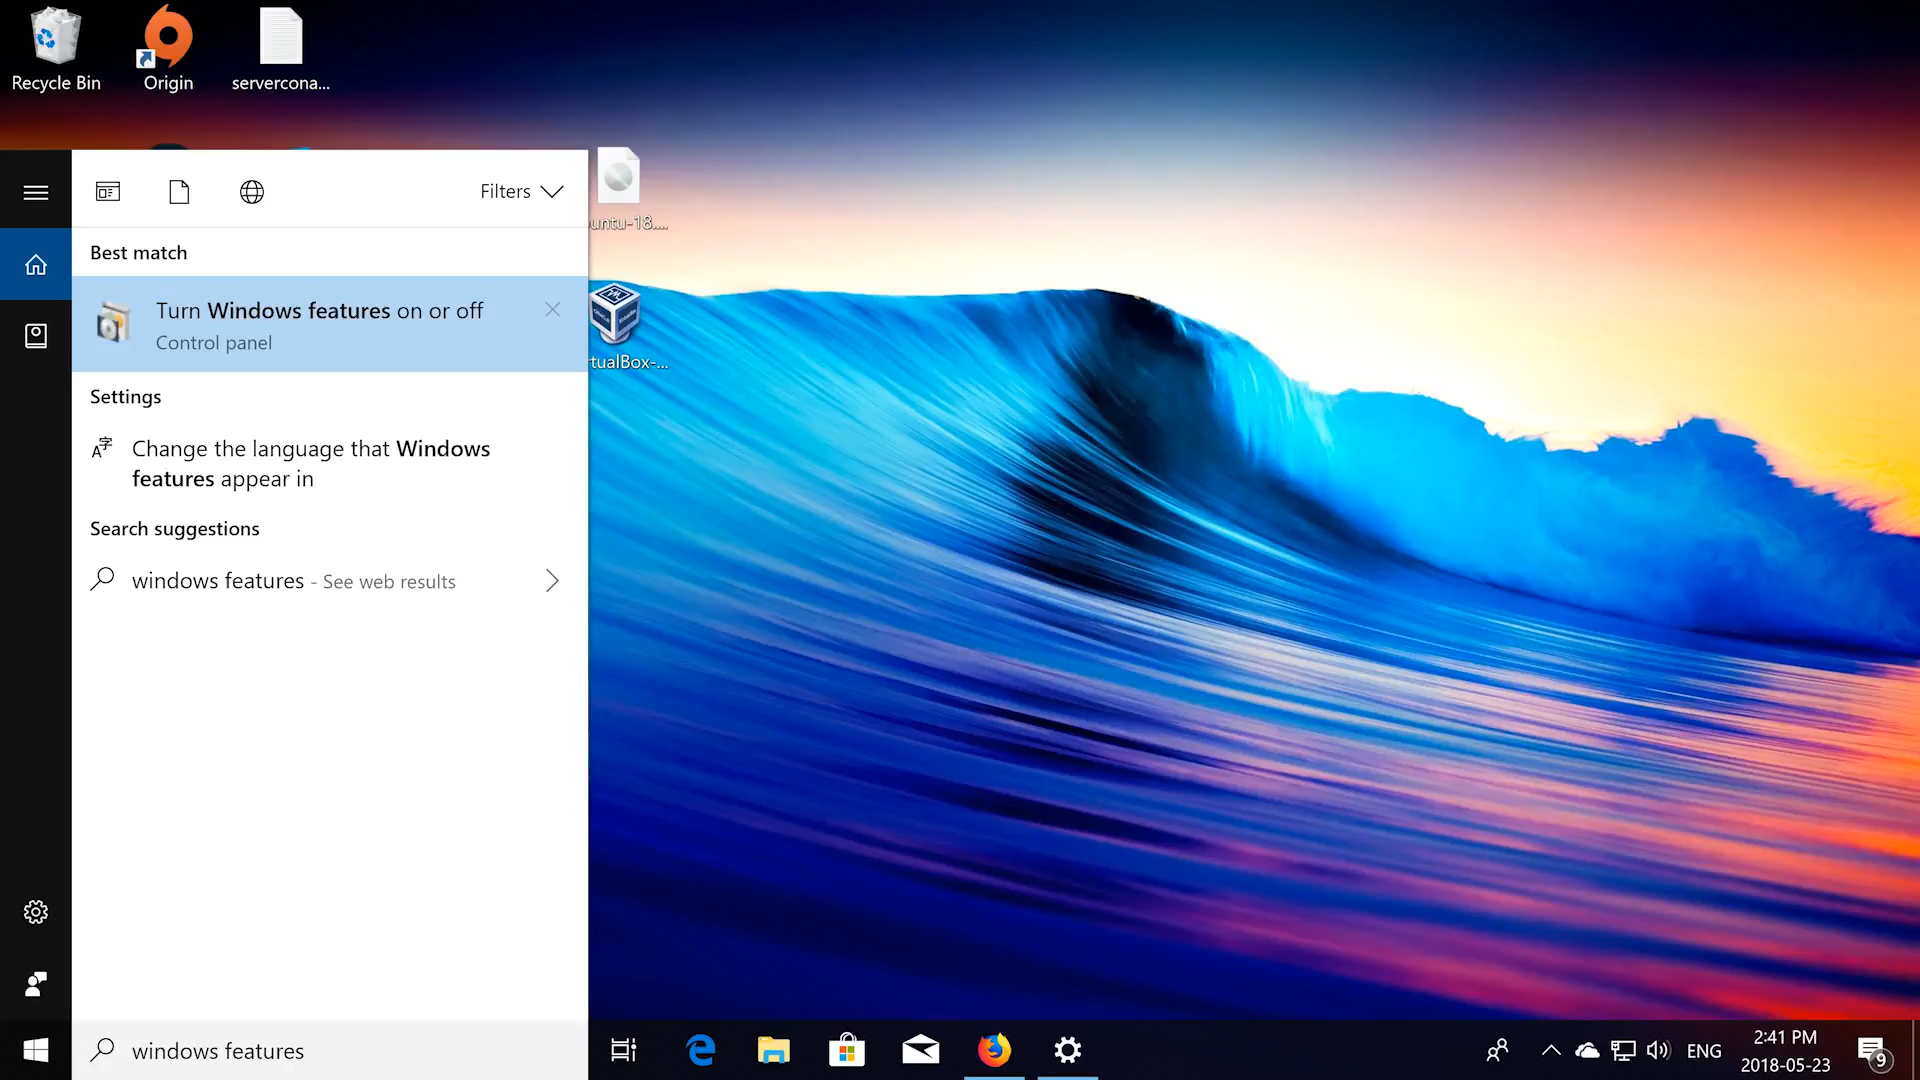 Recycle Bin
Origin
servercona...
Filters
Best match
Turn Windows features on or off
Control panel
Settings
Change the language that Windows
features appear in
Search suggestions
windows features - See web results
untu-18....
tualBox-...
windows features
ENG
2:41 PM
2018-05-23
9